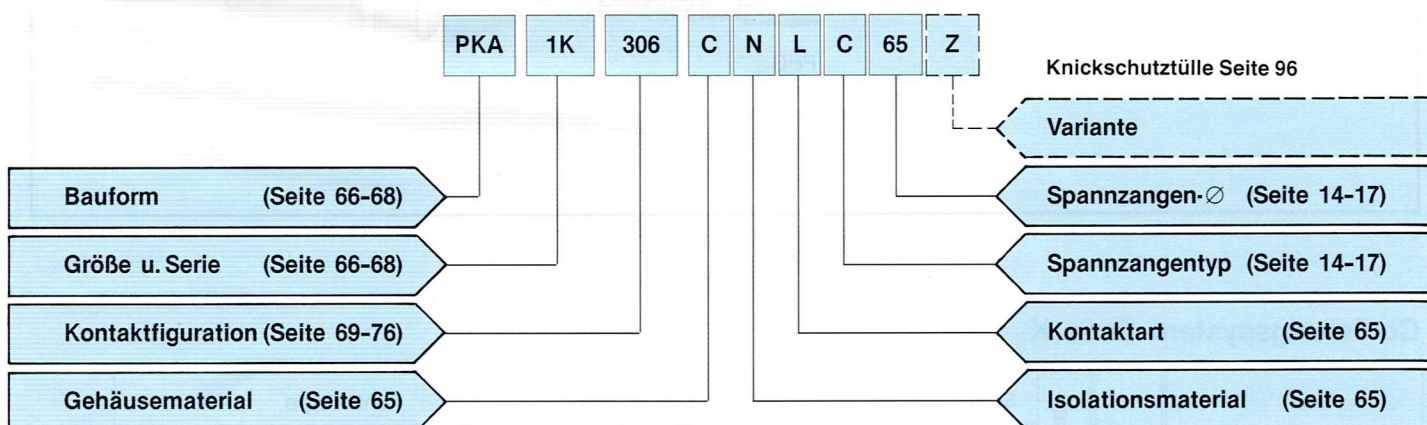 PKA 1K 306 C N L C 65 Z
Knickschutztülle Seite 96
Variante
Bauform (Seite 66-68)
Spannzangen-∅ (Seite 14-17)
Größe u. Serie (Seite 66-68)
Spannzangentyp (Seite 14-17)
Kontaktfiguration (Seite 69-76)
Kontaktart (Seite 65)
Gehäusematerial (Seite 65)
Isolationsmaterial (Seite 65)